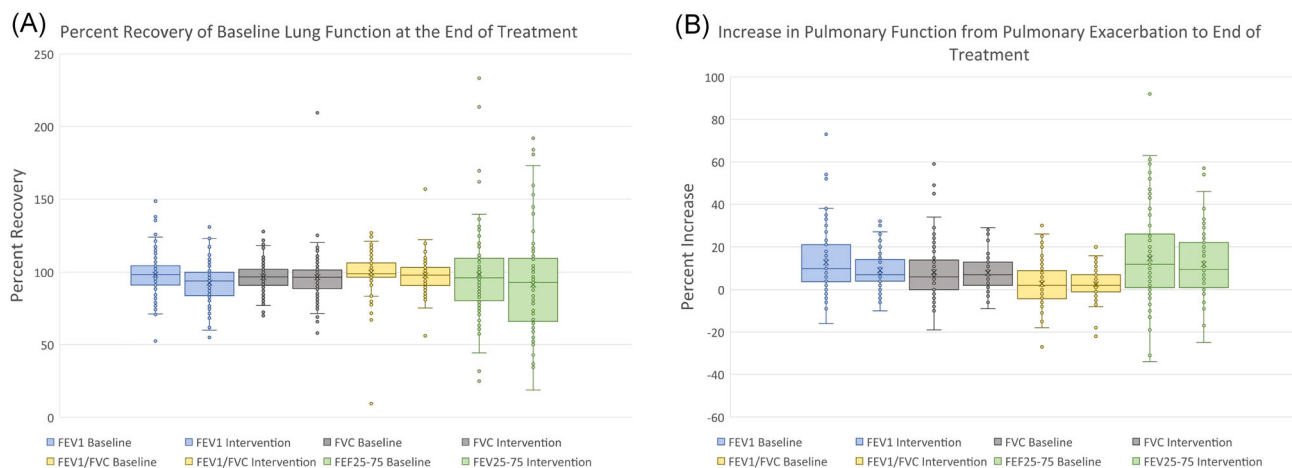 (A) Percent Recovery of Baseline Lung Function at the End of Treatment
250
200
150
100
50
0
Percent Recovery
FEV1 Baseline FEV1 Intervention FVC Baseline FVC Intervention
FEV1/FVC Baseline FEV1/FVC Intervention FEF25-75 Baseline FEV25-75 Intervention
(B) Increase in Pulmonary Function from Pulmonary Exacerbation to End of
Treatment
100
80
60
40
20
0
-20
-40
-60
Percent Increase
FEV1 Baseline FEV1 Intervention FVC Baseline FVC Intervention
FEV1/FVC Baseline FEV1/FVC Intervention FEF25-75 Baseline FEV25-75 Intervention